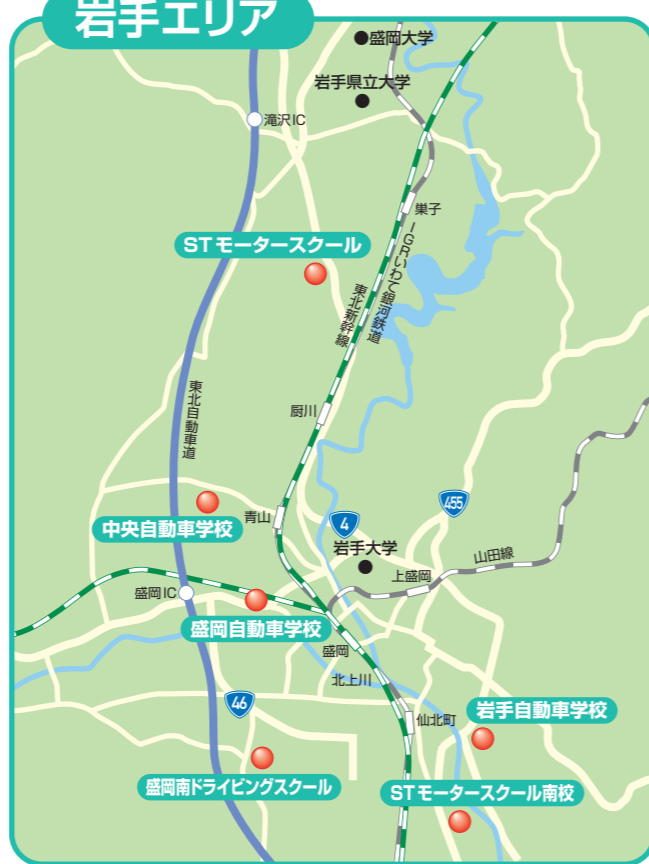 岩手エリア
盛岡大学
岩手県立大学
滝沢IC
巣子
STモータースクール
IGRいわて銀河鉄道
東北新幹線
厨川
東北自動車道
455
中央自動車学校
青山
4
岩手大学
山田線
上盛岡
盛岡IC
盛岡自動車学校
盛岡
北上川
46
仙北町
岩手自動車学校
盛岡南ドライビングスクール
STモータースクール南校